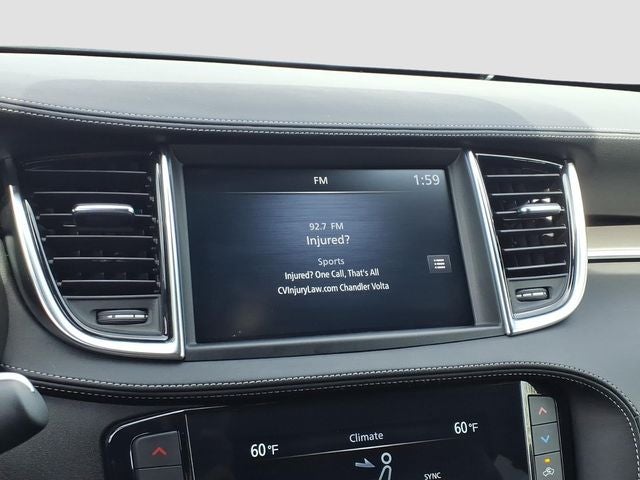 FM 1:59
92.7 FM
Injured?
Sports
Injured? One Call, That's All
CVInjuryLaw.com Chandler Volta
60°F Climate 60°F
SYNC